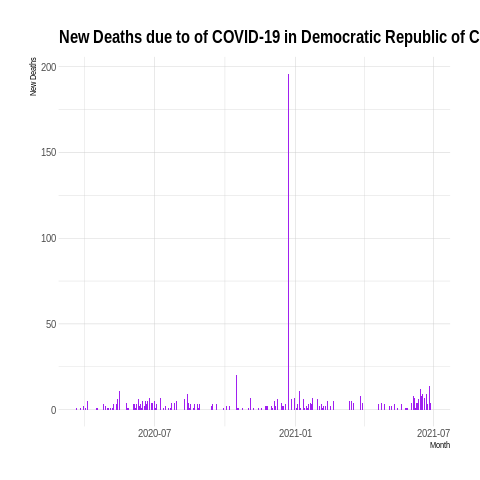 New Deaths due to of COVID-19 in Democratic Republic of C
New Deaths
200
150
100
50
0
2020-07 2021-01 2021-07
Month